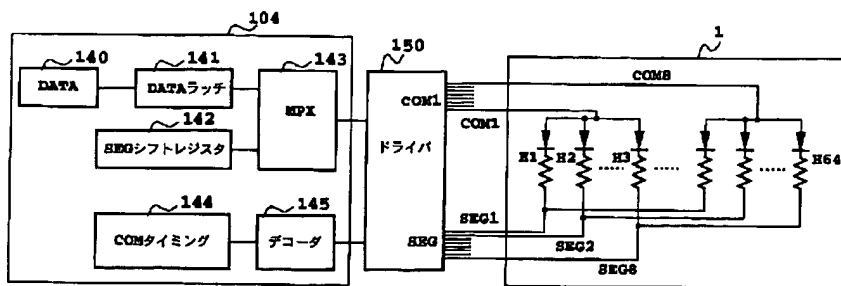 104
140
141
143
DATA
DATAラッチ
MPX
142
SEGシフトレジスタ
144
145
COMタイミング
デコーダ
150
COM1
ドライバ
SEG
1
COM8
COM1
H1
H2
H3
H64
SEG1
SEG2
SEG8